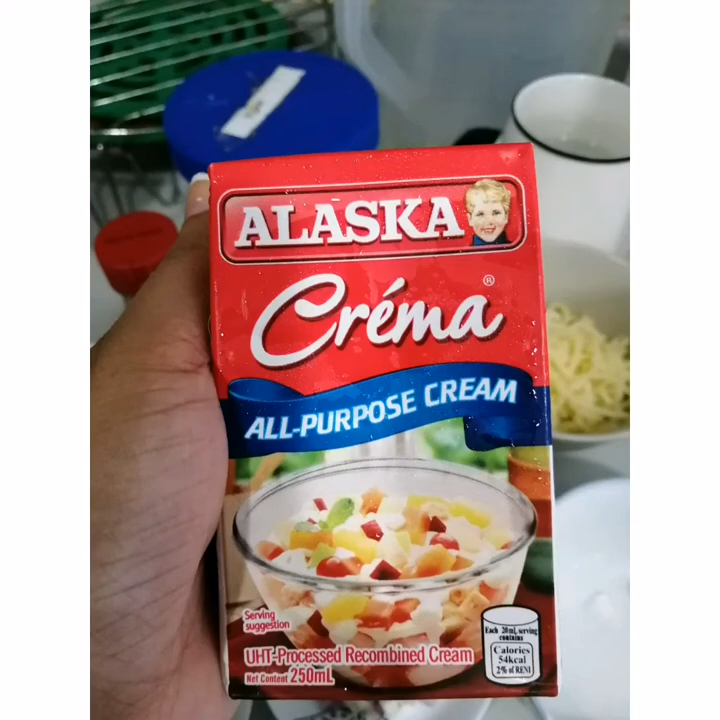 ALASKA
Créma®
ALL-PURPOSE CREAM
Serving
suggestion
UHT-Processed Recombined Cream
Net Content 250mL
Each 20mL serving
contains
Calories
54kcal
2% of RENI